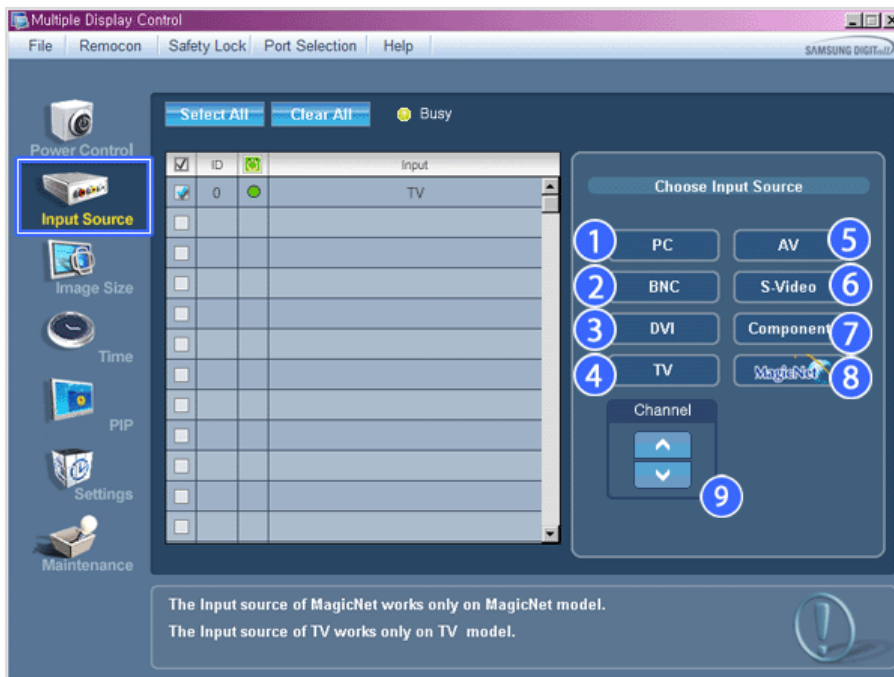 Multiple Display Control
File Remocon Safety Lock Port Selection Help
SAMSUNG DIGITall
Select All Clear All Busy
Power Control
Input Source
Image Size
Time
PIP
Settings
Maintenance
ID Input
0 TV
Choose Input Source
1 PC AV 5
2 BNC S-Video 6
3 DVI Component 7
4 TV MagicNet 8
Channel
9
The Input source of MagicNet works only on MagicNet model.
The Input source of TV works only on TV model.